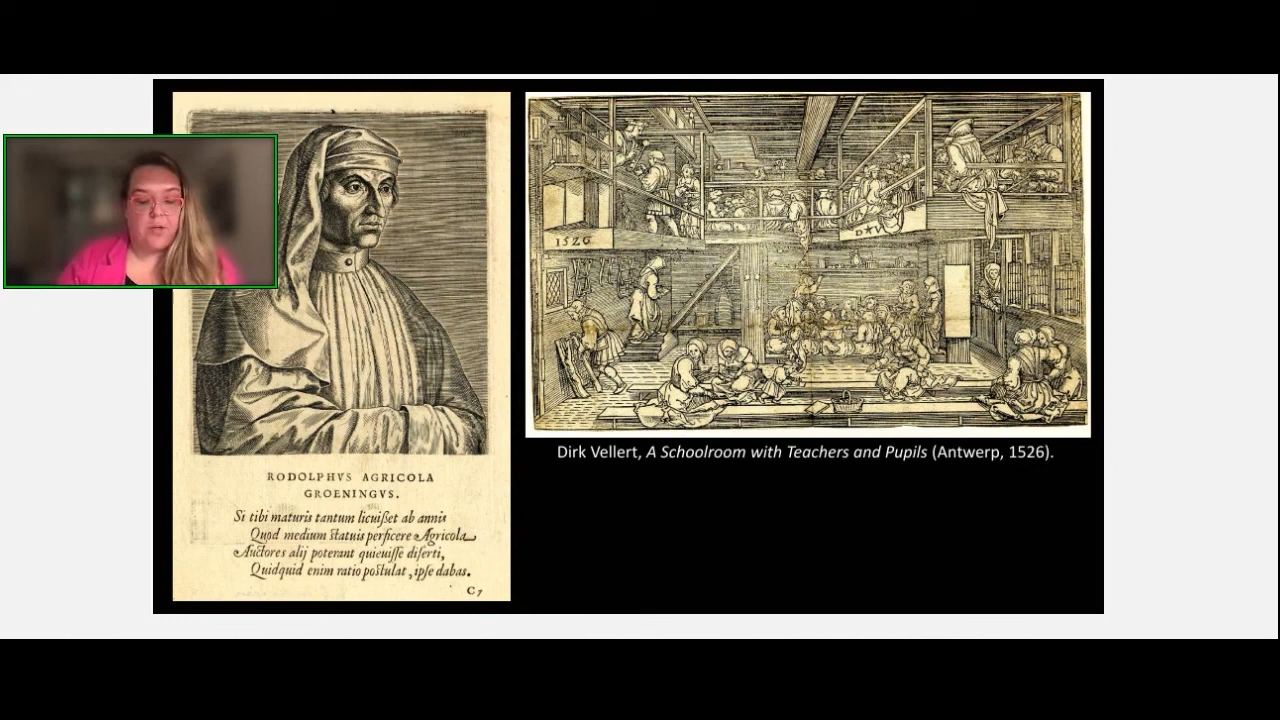 RODOLPHVS AGRICOLA
GROENINGVS.
Si tibi maturis tantum licuißet ab annis
Quod medium statuis perficere Agricola
Auctores alij poterant quieuisse diserti,
Quidquid enim ratio postulat, ipse dabas.
C7
1526
D★V
Dirk Vellert, A Schoolroom with Teachers and Pupils (Antwerp, 1526).